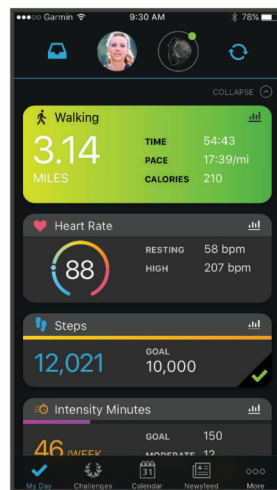 ●●●○○ Garmin 9:30 AM 78%
COLLAPSE
Walking
3.14
MILES
TIME 54:43
PACE 17:39/mi
CALORIES 210
Heart Rate
88
RESTING 58 bpm
HIGH 207 bpm
Steps
12,021
GOAL
10,000
Intensity Minutes
46 /WEEK
GOAL 150
MODERATE 12
My Day Challenges Calendar Newsfeed More
31